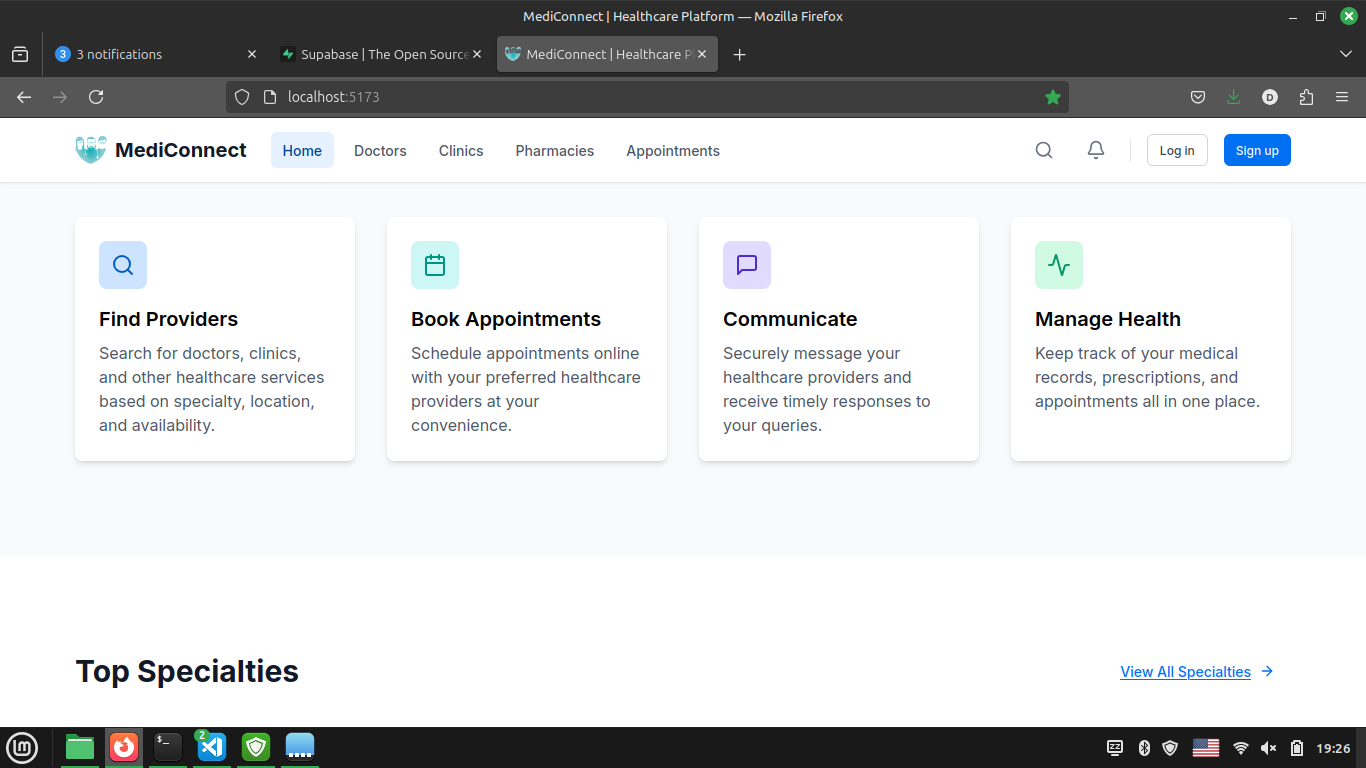 MediConnect | Healthcare Platform — Mozilla Firefox
3 3 notifications
Supabase | The Open Source
MediConnect | Healthcare Pl
localhost:5173
D
MediConnect
Home
Doctors
Clinics
Pharmacies
Appointments
Log in
Sign up
Find Providers
Search for doctors, clinics,
and other healthcare services
based on specialty, location,
and availability.
Book Appointments
Schedule appointments online
with your preferred healthcare
providers at your
convenience.
Communicate
Securely message your
healthcare providers and
receive timely responses to
your queries.
Manage Health
Keep track of your medical
records, prescriptions, and
appointments all in one place.
Top Specialties
View All Specialties
$_
2
zz
19:26